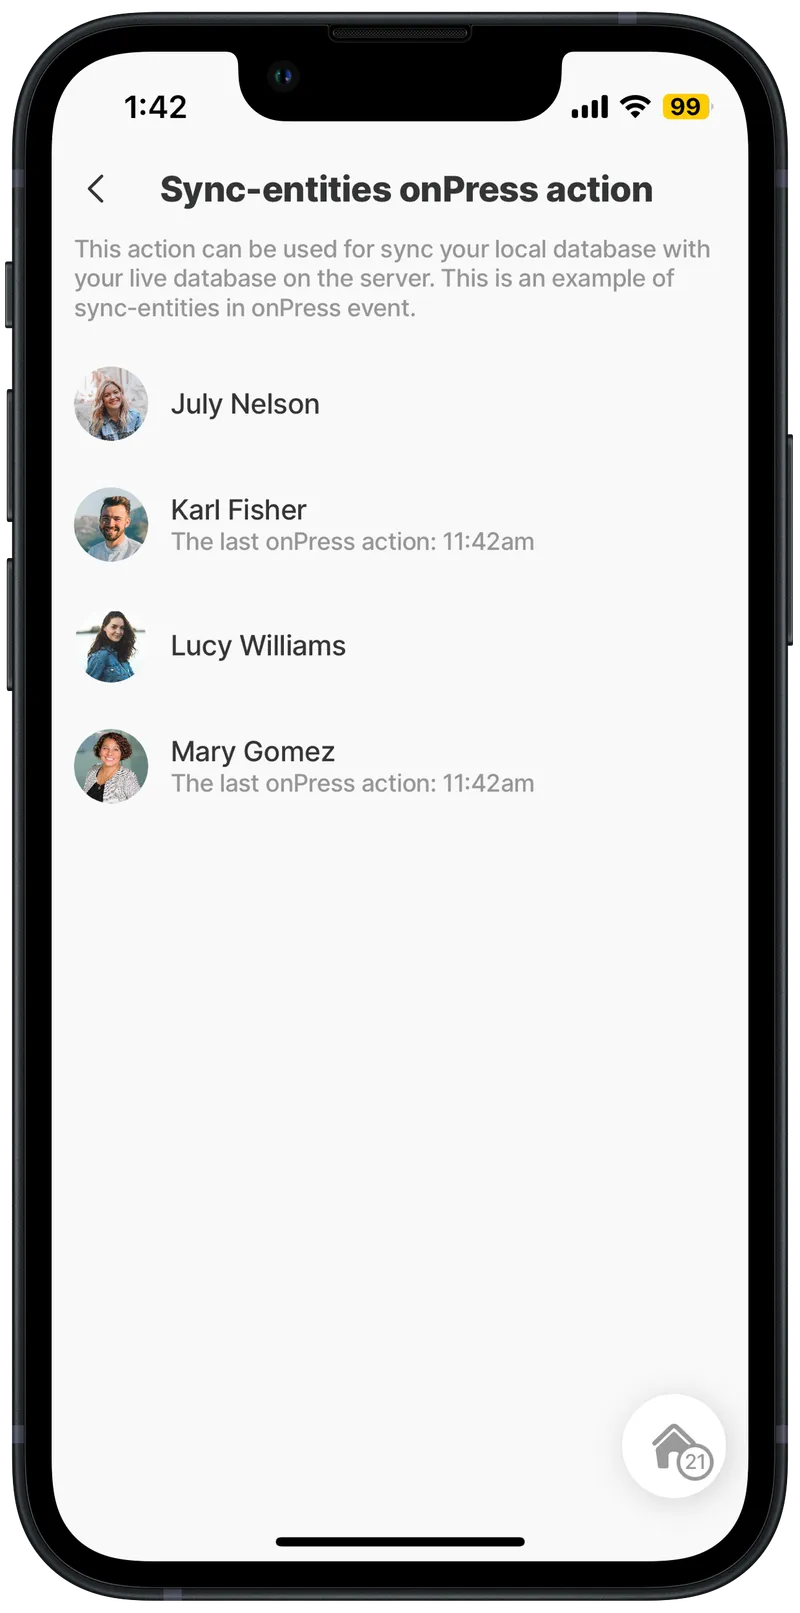 1:42
99
Sync-entities onPress action
This action can be used for sync your local database with
your live database on the server. This is an example of
sync-entities in onPress event.
July Nelson
Karl Fisher
The last onPress action: 11:42am
Lucy Williams
Mary Gomez
The last onPress action: 11:42am
21